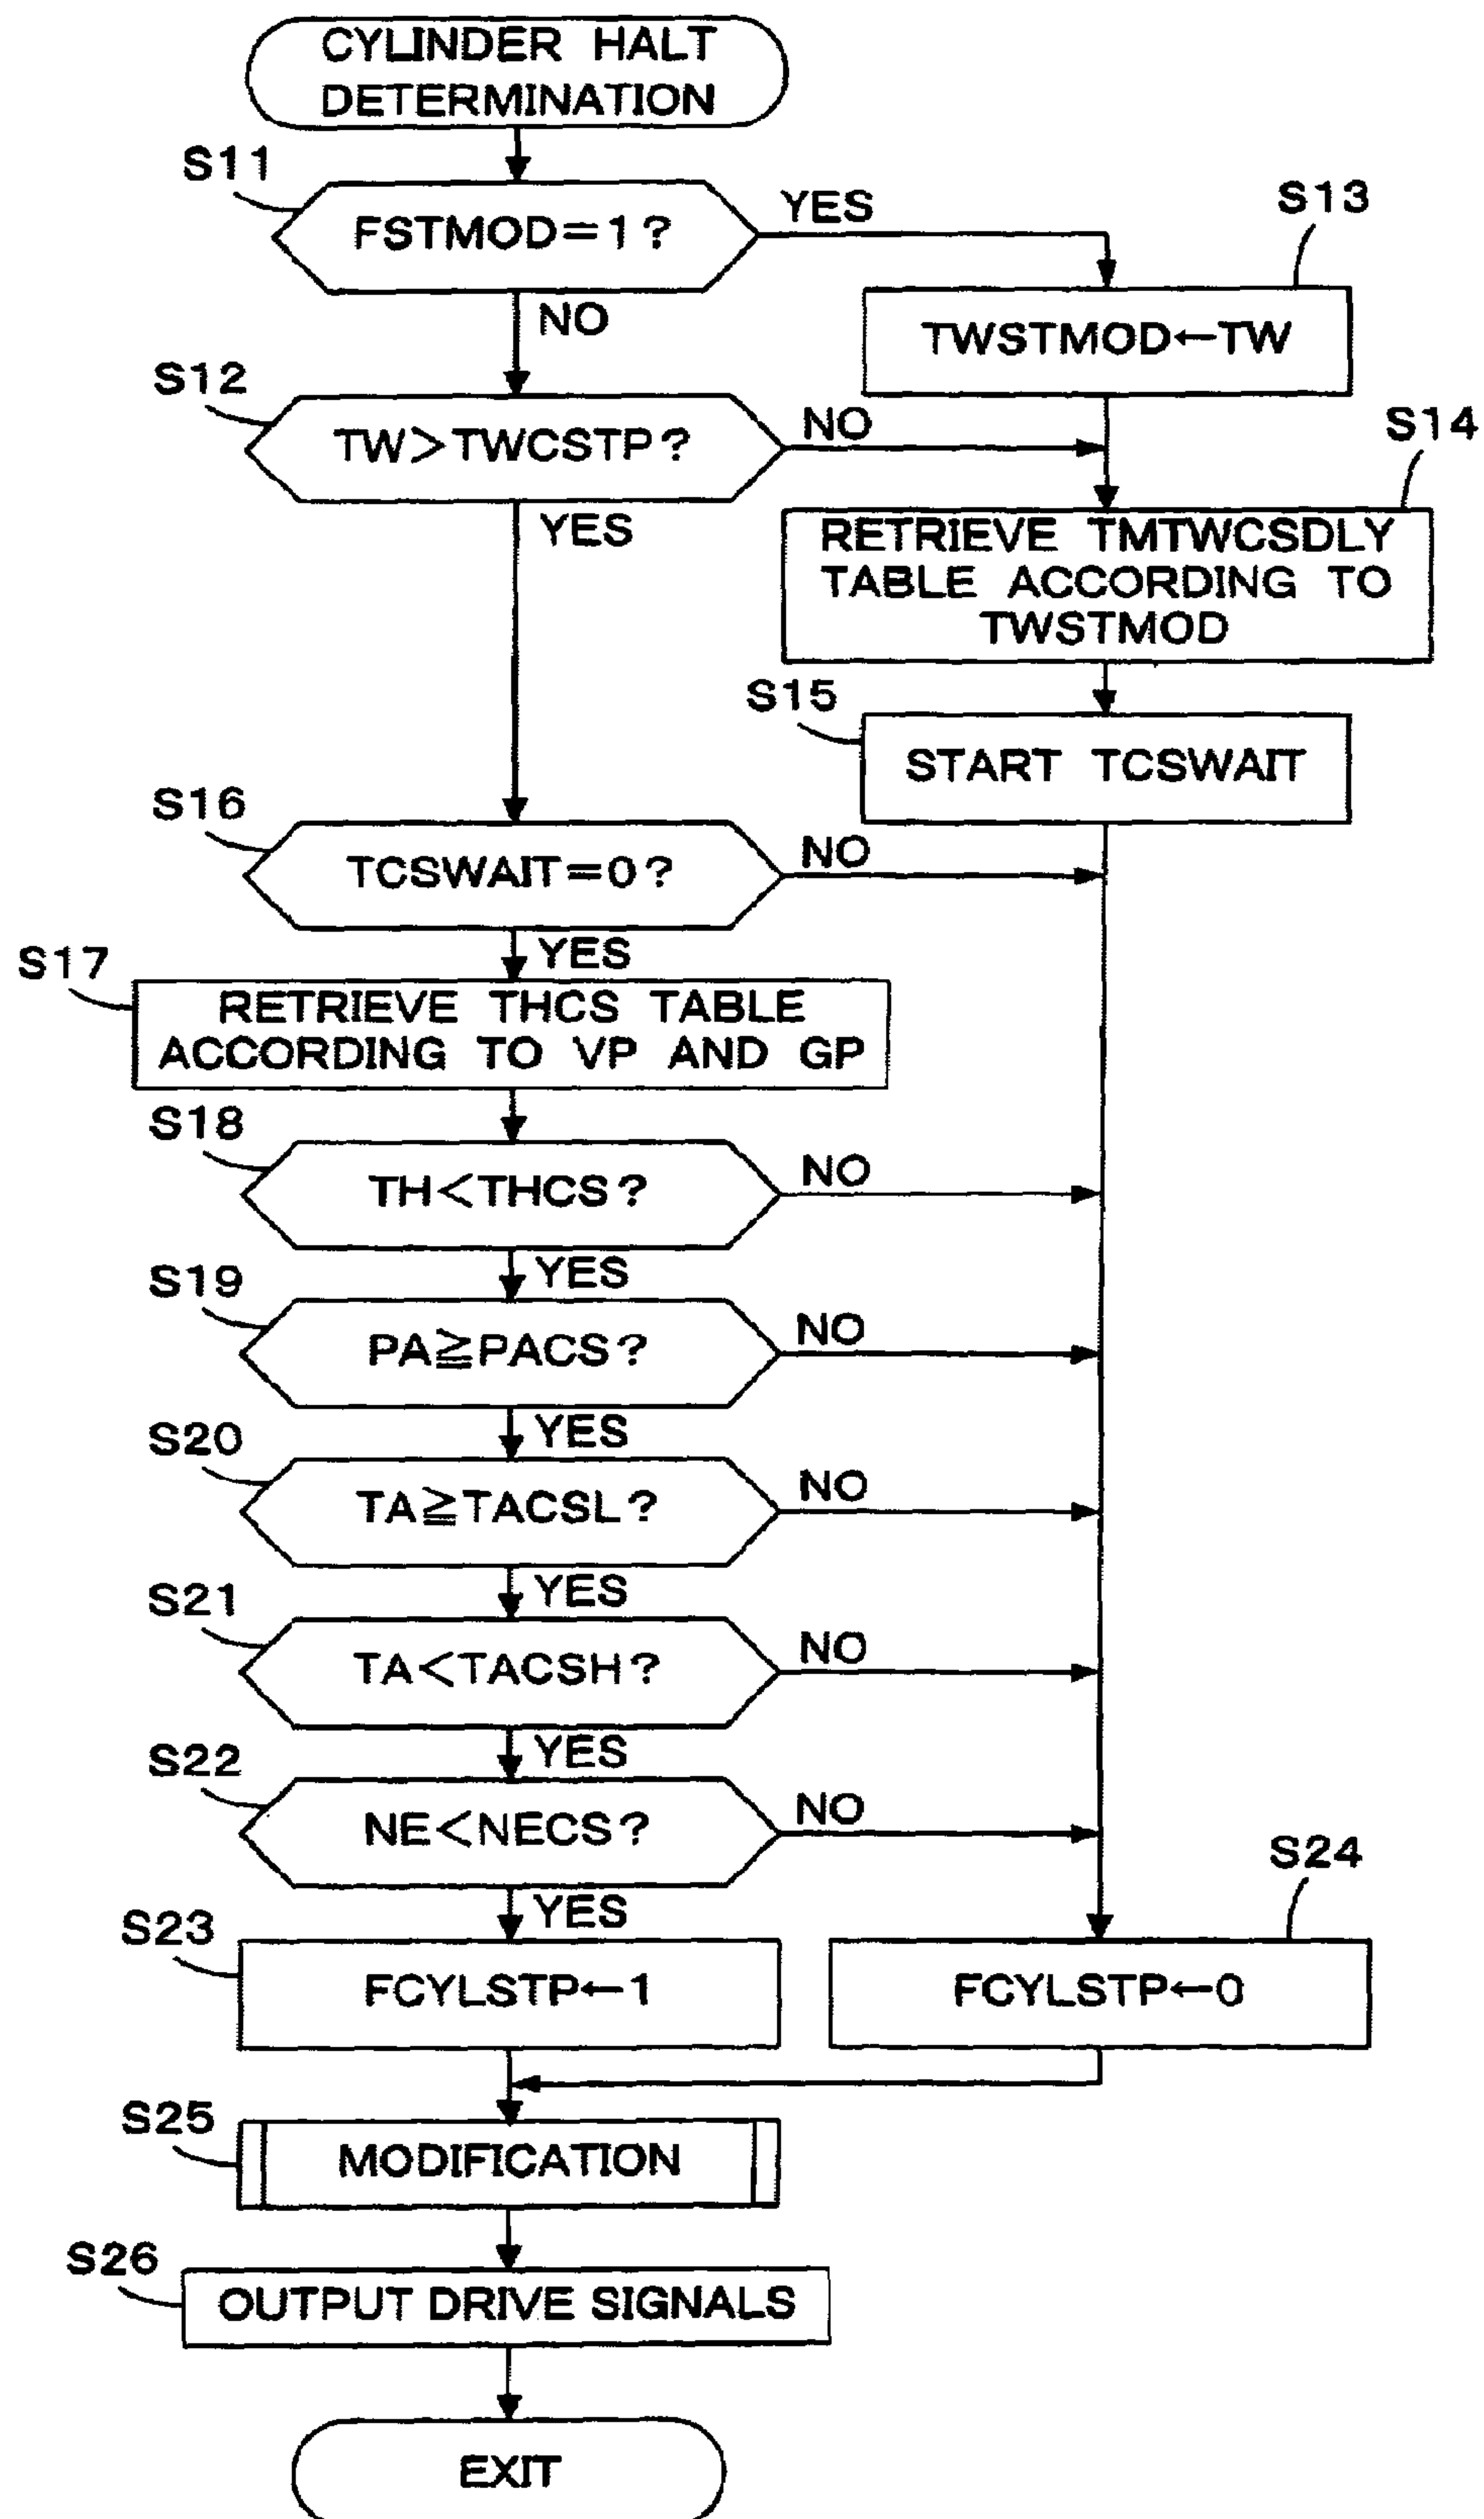 CYLINDER HALT
DETERMINATION
S11
FSTMOD=1?
YES
NO
S13
TWSTMOD←TW
S12
TW>TWCSTP?
NO
YES
S14
RETRIEVE TMTWCSDLY
TABLE ACCORDING TO
TWSTMOD
S15
START TCSWAIT
S16
TCSWAIT=0?
NO
YES
S17
RETRIEVE THCS TABLE
ACCORDING TO VP AND GP
S18
TH<THCS?
NO
YES
S19
PA≧PACS?
NO
YES
S20
TA≧TACSL?
NO
YES
S21
TA<TACSH?
NO
YES
S22
NE<NECS?
NO
YES
S23
FCYLSTP←1
S24
FCYLSTP←0
S25
MODIFICATION
S26
OUTPUT DRIVE SIGNALS
EXIT